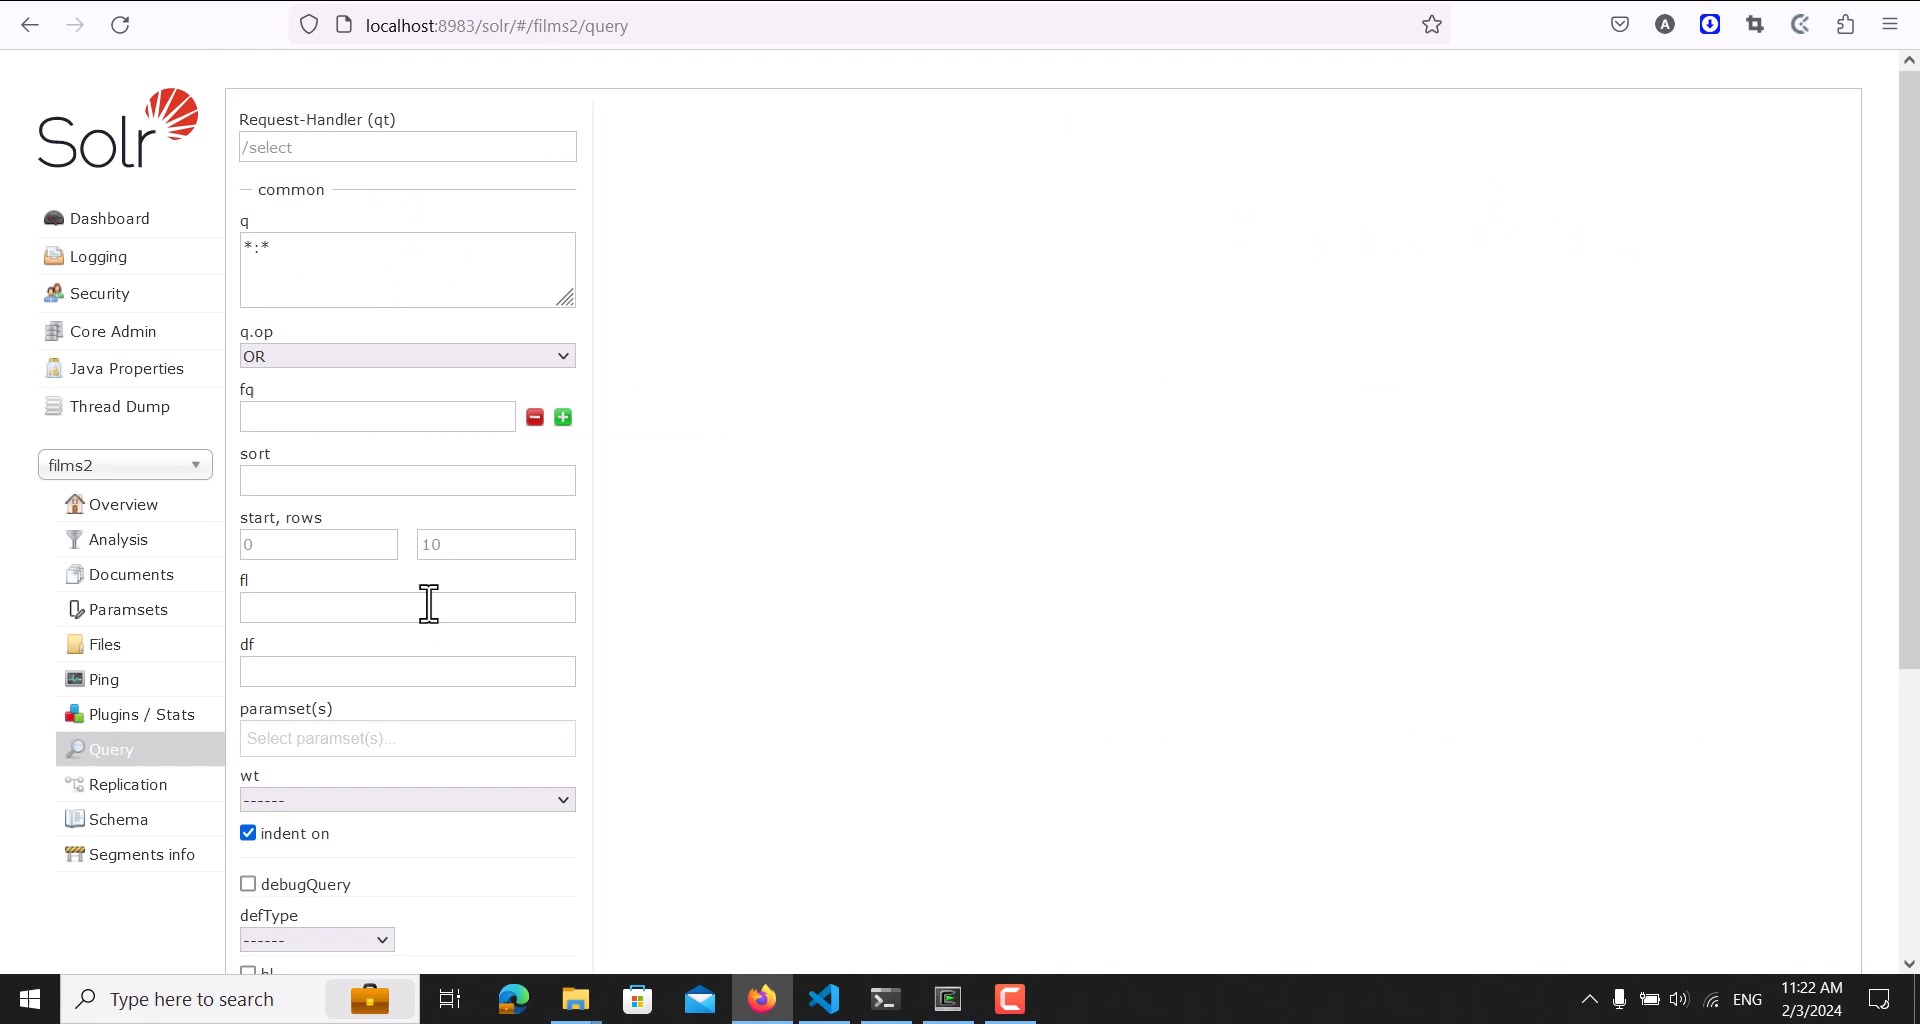 localhost:8983/solr/#/films2/query
A
Solr
Dashboard
Logging
Security
Core Admin
Java Properties
Thread Dump
films2
Overview
Analysis
Documents
Paramsets
Files
Ping
Plugins / Stats
Query
Replication
Schema
Segments info
Request-Handler (qt)
/select
common
q
*:*
q.op
OR
fq
sort
start, rows
0 10
fl
df
paramset(s)
Select paramset(s)...
wt
------
indent on
debugQuery
defType
------
hl
Type here to search
ENG
11:22 AM
2/3/2024